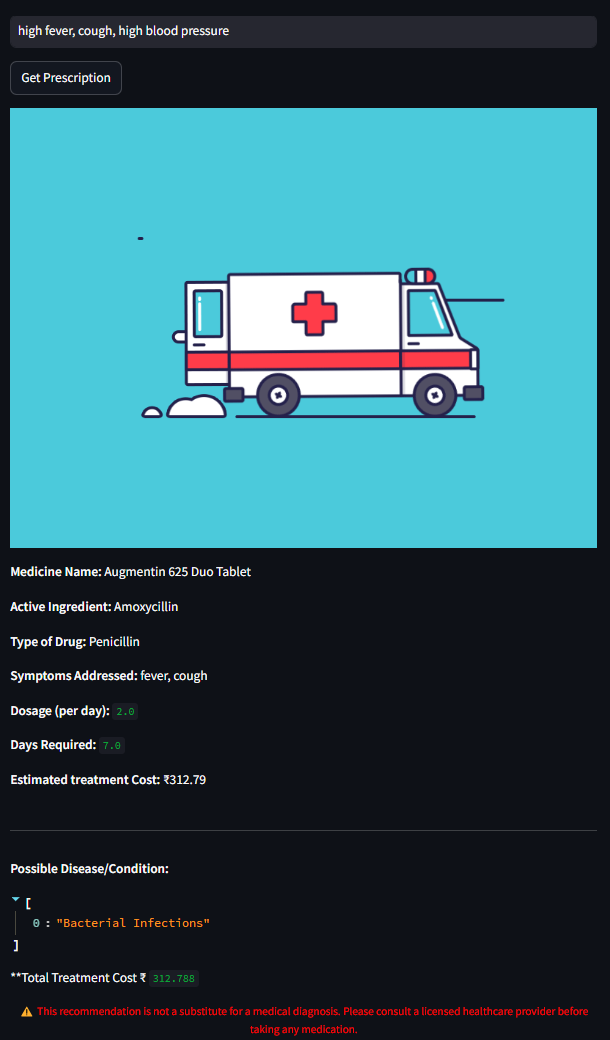 high fever, cough, high blood pressure
Get Prescription
Medicine Name: Augmentin 625 Duo Tablet
Active Ingredient: Amoxycillin
Type of Drug: Penicillin
Symptoms Addressed: fever, cough
Dosage (per day): 2.0
Days Required: 7.0
Estimated treatment Cost: ₹312.79
Possible Disease/Condition:
[
0 : "Bacterial Infections"
]
**Total Treatment Cost ₹ 312.788
⚠️ This recommendation is not a substitute for a medical diagnosis. Please consult a licensed healthcare provider before
taking any medication.